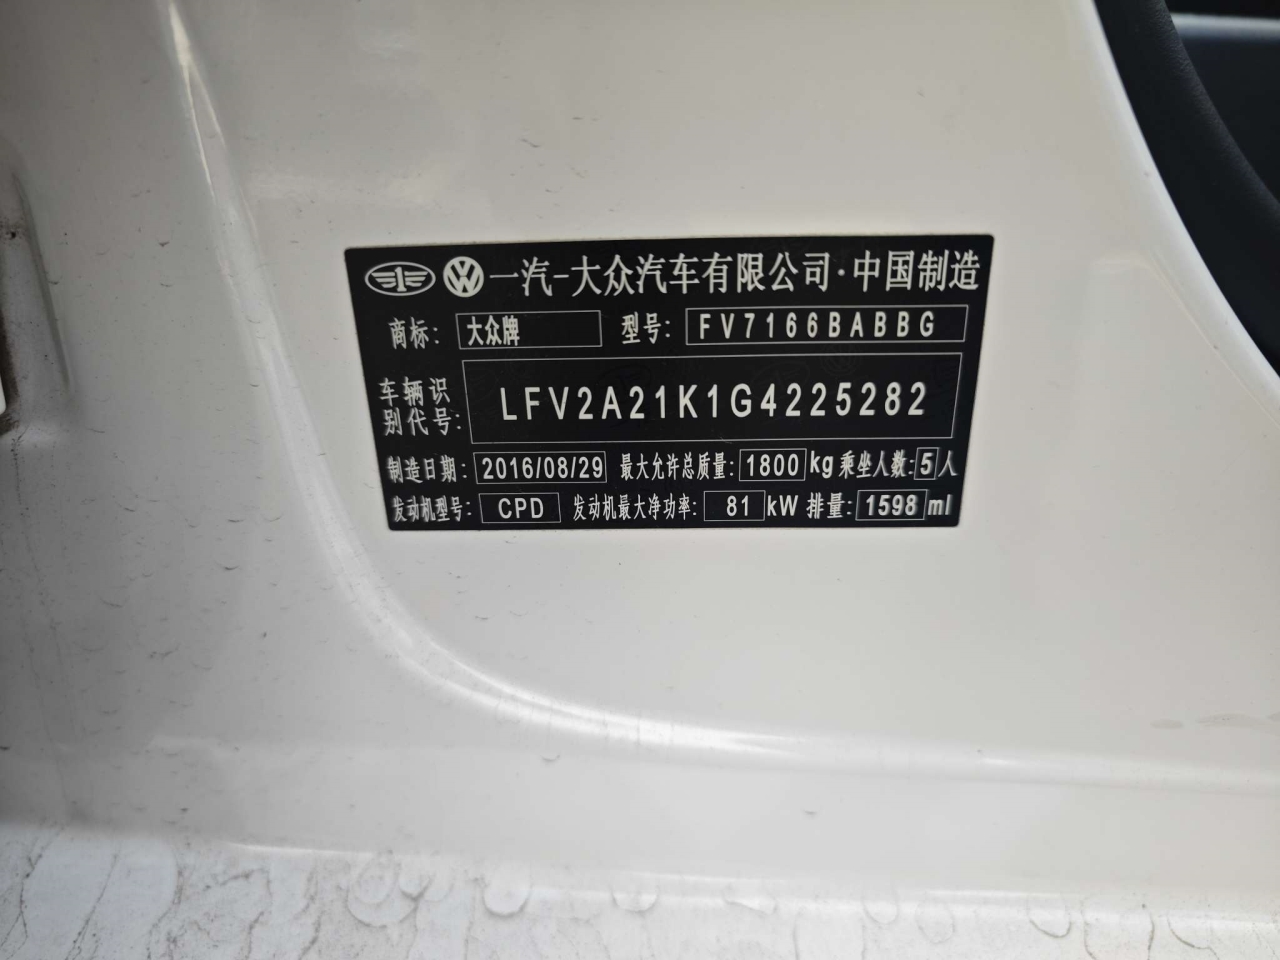 一汽-大众汽车有限公司·中国制造
商标: 大众牌 型号: FV7166BABBG
车辆识别代号: LFV2A21K1G4225282
制造日期: 2016/08/29 最大允许总质量: 1800 kg 乘坐人数: 5 人
发动机型号: CPD 发动机最大净功率: 81 kW 排量: 1598 ml